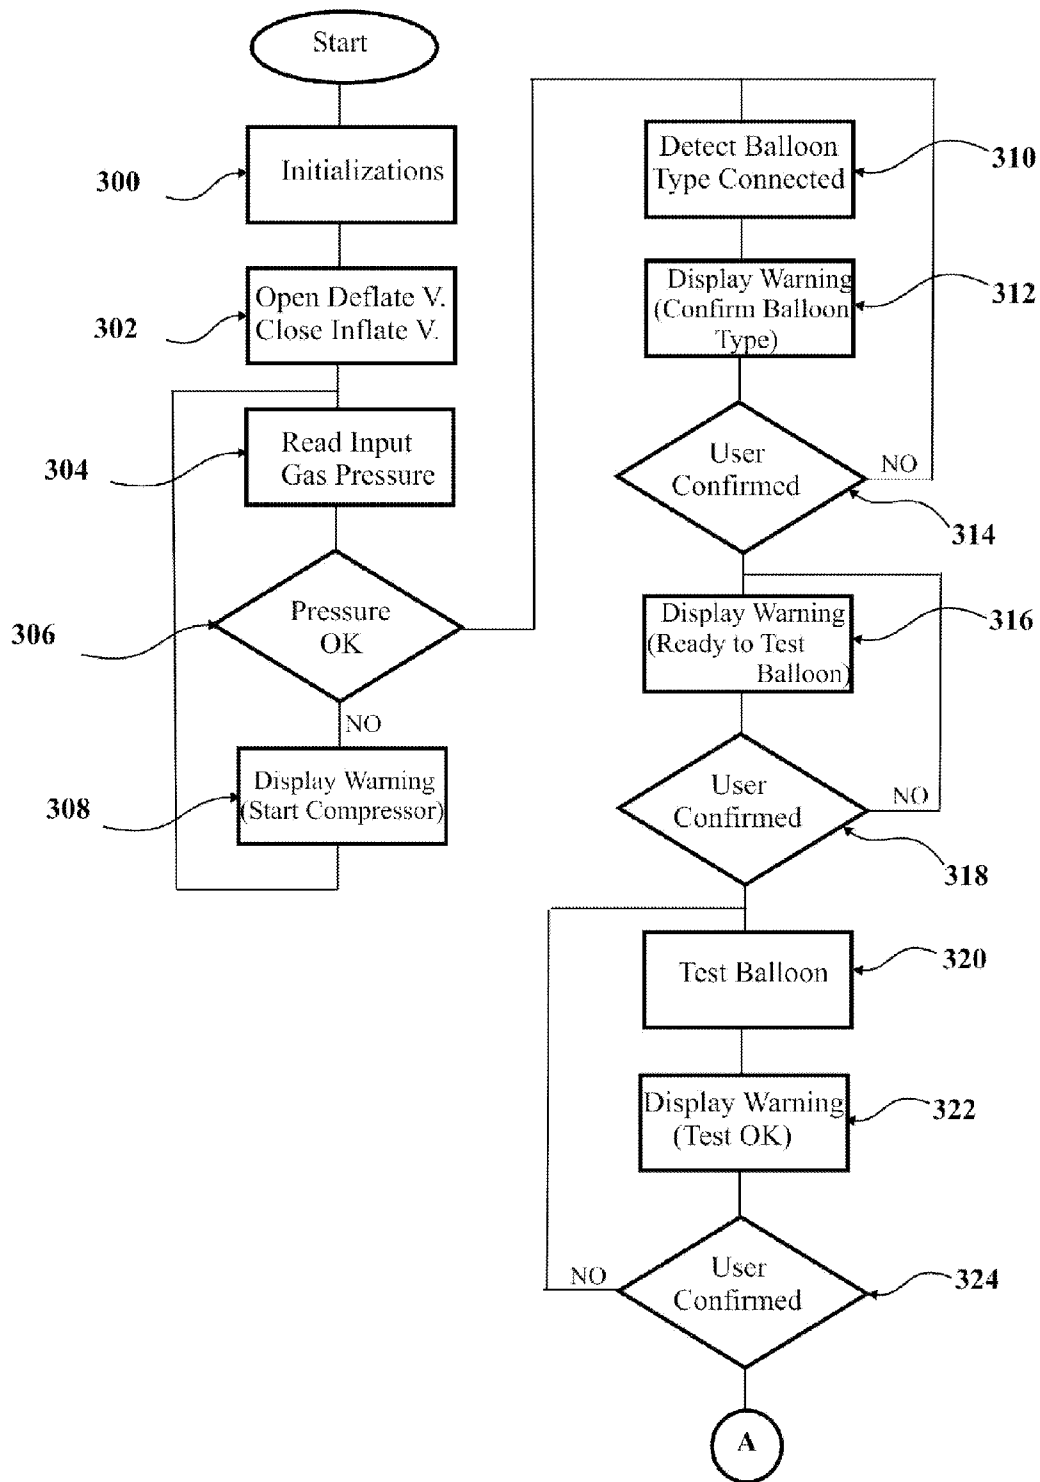 Start
300
Initializations
302
Open Deflate V.
Close Inflate V.
304
Read Input
Gas Pressure
306
Pressure
OK
NO
308
Display Warning
(Start Compressor)
Detect Balloon
Type Connected
310
Display Warning
(Confirm Balloon
Type)
312
User
Confirmed
NO
314
Display Warning
(Ready to Test
Balloon)
316
User
Confirmed
NO
318
Test Balloon
320
Display Warning
(Test OK)
322
User
Confirmed
NO
324
A